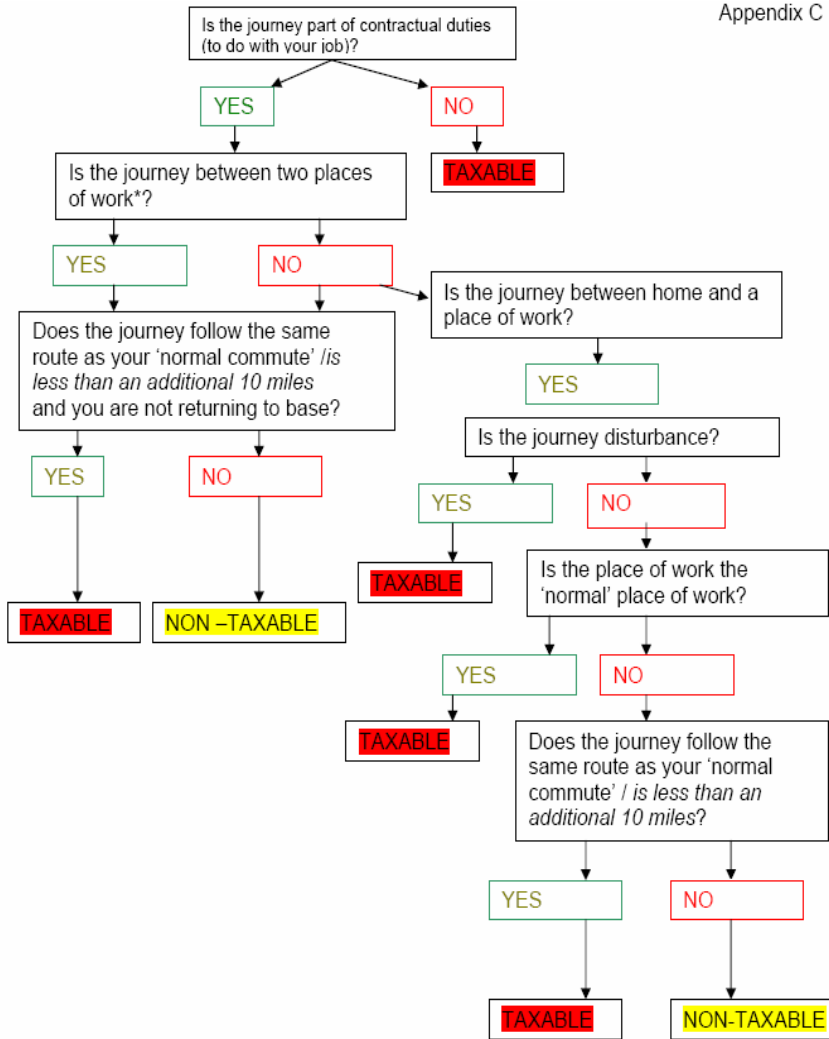 Appendix C
Is the journey part of contractual duties
(to do with your job)?
YES
NO
TAXABLE
Is the journey between two places
of work*?
YES
NO
Is the journey between home and a
place of work?
YES
Does the journey follow the same
route as your ‘normal commute’ /is
less than an additional 10 miles
and you are not returning to base?
YES
NO
TAXABLE
NON –TAXABLE
Is the journey disturbance?
YES
NO
TAXABLE
Is the place of work the
‘normal’ place of work?
YES
NO
TAXABLE
Does the journey follow the
same route as your ‘normal
commute’ / is less than an
additional 10 miles?
YES
NO
TAXABLE
NON-TAXABLE